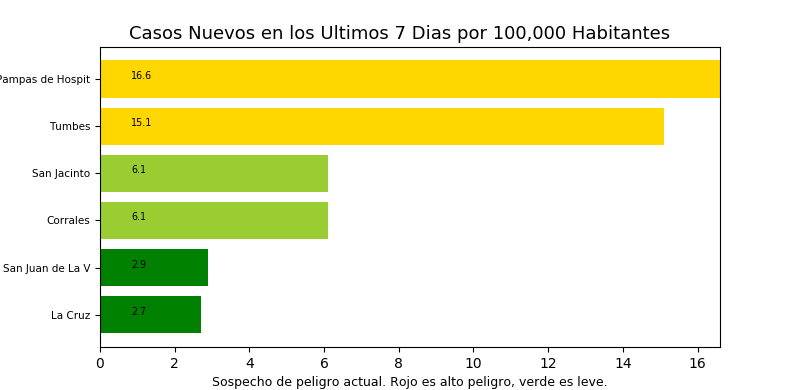 Casos Nuevos en los Ultimos 7 Dias por 100,000 Habitantes
Pampas de Hospit 16.6
Tumbes 15.1
San Jacinto 6.1
Corrales 6.1
San Juan de La V 2.9
La Cruz 2.7
0 2 4 6 8 10 12 14 16
Sospecho de peligro actual. Rojo es alto peligro, verde es leve.